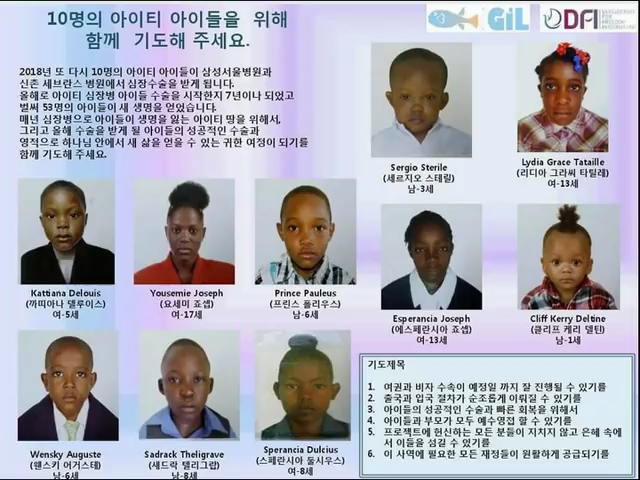 10명의 아이티 아이들을 위해
함께 기도해 주세요.
GiL
DFI
2018년 또 다시 10명의 아이티 아이들이 삼성서울병원과
신촌 세브란스 병원에서 심장수술을 받게 됩니다.
올해로 아이티 심장병 아이들 수술을 시작한지 7년이나 되었고
벌써 53명의 아이들이 새 생명을 얻었습니다.
매년 심장병으로 아이들이 생명을 잃는 아이티 땅을 위해서,
그리고 올해 수술을 받게 될 아이들의 성공적인 수술과
영적으로 하나님 안에서 새 삶을 얻을 수 있는 귀한 여정이 되기를
함께 기도해 주세요.
Sergio Sterile
(세르지오 스테릴)
남-3세
Lydia Grace Tataille
(리디아 그라씨 타틸레)
여-13세
Kattiana Delouis
(까띠아나 델루이스)
여-5세
Yousemie Joseph
(요세미 죠셉)
여-17세
Prince Pauleus
(프린스 폴리우스)
남-6세
Esperancia Joseph
(에스페란시아 죠셉)
여-13세
Cliff Kerry Deltine
(클리프 케리 델틴)
남-1세
Wensky Auguste
(웬스키 어거스테)
남-6세
Sadrack Theligrave
(새드락 텔리그랍)
남-8세
Sperancia Dulcius
(스페란시아 둘시우스)
여-8세
기도제목
1. 여권과 비자 수속이 예정일 까지 잘 진행될 수 있기를
2. 출국과 입국 절차가 순조롭게 이뤄질 수 있기를
3. 아이들의 성공적인 수술과 빠른 회복을 위해서
4. 아이들과 부모가 모두 예수영접 할 수 있기를
5. 프로젝트에 헌신하는 모든 분들이 지치지 않고 은혜 속에
서 이들을 섬길 수 있기를
6. 이 사역에 필요한 모든 재정들이 원활하게 공급되기를